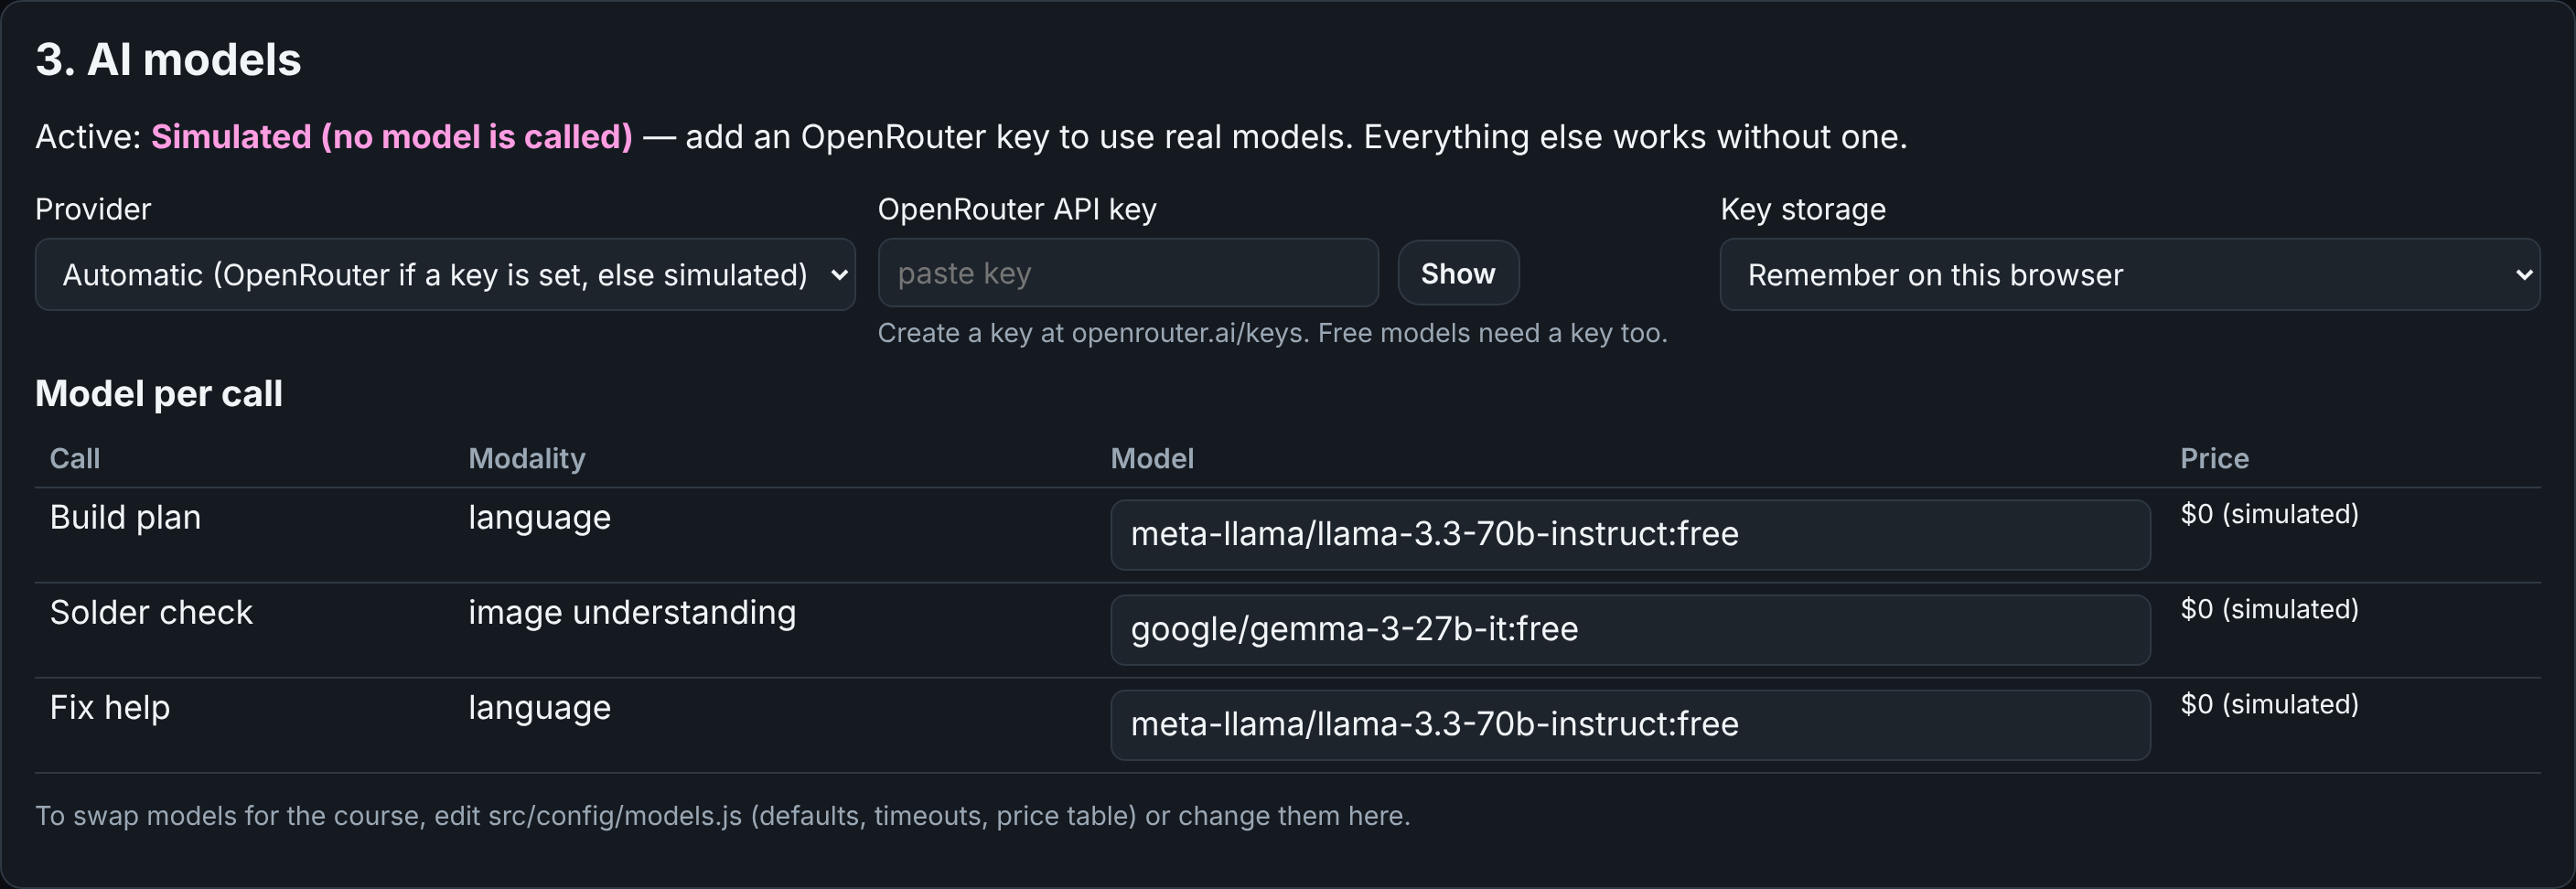 3. AI models
Active: Simulated (no model is called) — add an OpenRouter key to use real models. Everything else works without one.
Provider
OpenRouter API key
Key storage
Automatic (OpenRouter if a key is set, else simulated)
paste key
Show
Remember on this browser
Create a key at openrouter.ai/keys. Free models need a key too.
Model per call
Call Modality Model Price
Build plan language meta-llama/llama-3.3-70b-instruct:free $0 (simulated)
Solder check image understanding google/gemma-3-27b-it:free $0 (simulated)
Fix help language meta-llama/llama-3.3-70b-instruct:free $0 (simulated)
To swap models for the course, edit src/config/models.js (defaults, timeouts, price table) or change them here.